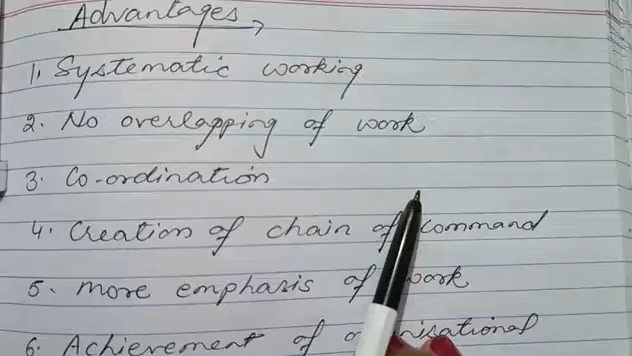 Advantages
1. Systematic working
2. No overlapping of work
3. Co-ordination
4. Creation of chain of command
5. more emphasis of work
6. Achievement of